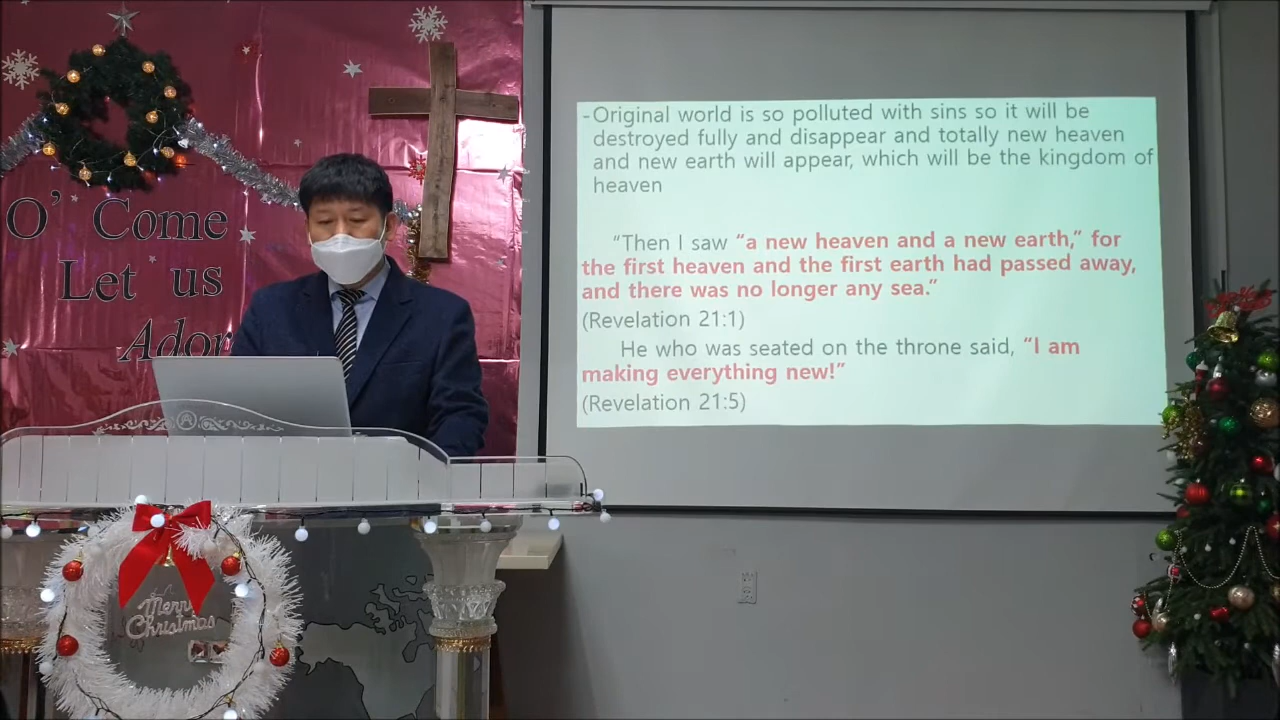 O' Come
Let us
Ador
-Original world is so polluted with sins so it will be
destroyed fully and disappear and totally new heaven
and new earth will appear, which will be the kingdom of
heaven
“Then I saw “a new heaven and a new earth,” for
the first heaven and the first earth had passed away,
and there was no longer any sea.”
(Revelation 21:1)
He who was seated on the throne said, “I am
making everything new!”
(Revelation 21:5)
Merry
Christmas